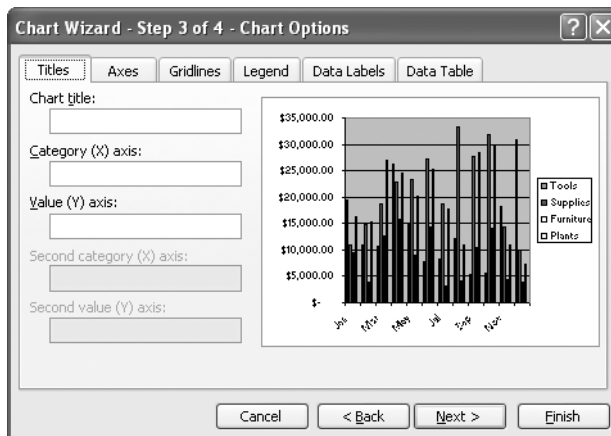 Chart Wizard - Step 3 of 4 - Chart Options
Titles Axes Gridlines Legend Data Labels Data Table
Chart title:
Category (X) axis:
Value (Y) axis:
Second category (X) axis:
Second value (Y) axis:
$35,000.00
$30,000.00
$25,000.00
$20,000.00
$15,000.00
$10,000.00
$5,000.00
$-
Jan Mar May Jul Sep Nov
Tools
Supplies
Furniture
Plants
Cancel < Back Next > Finish